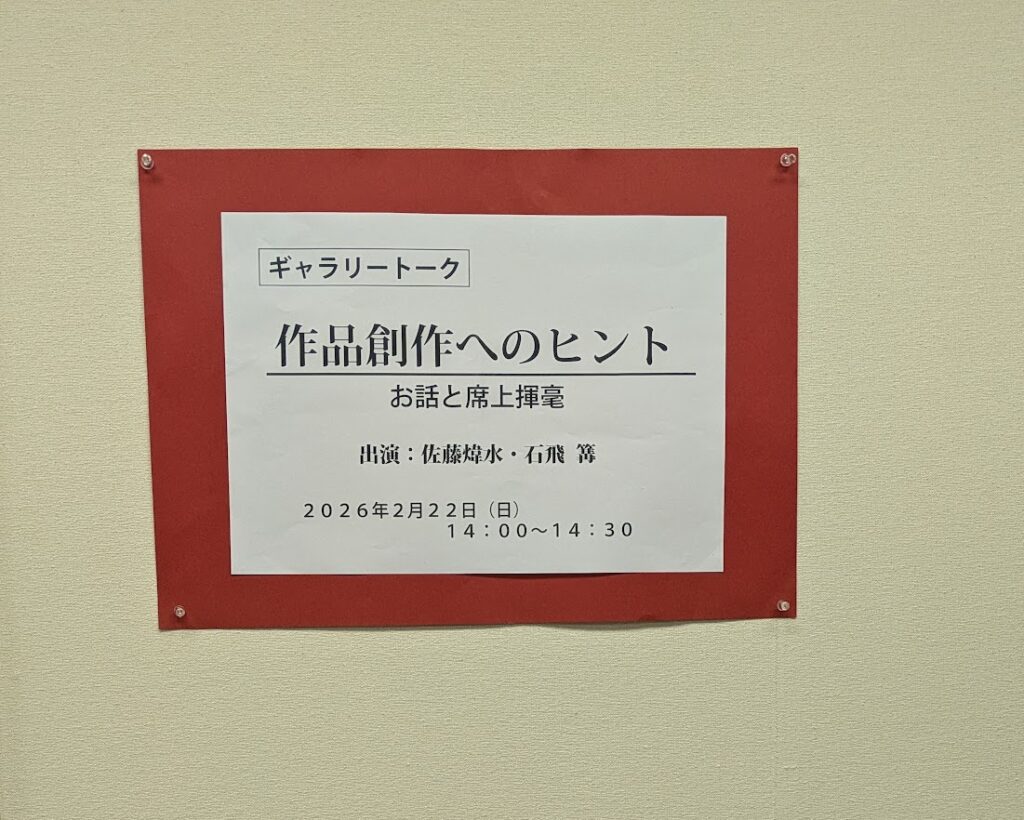 ギャラリートーク
作品創作へのヒント
お話と席上揮毫
出演：佐藤煒水・石飛 篝
２０２６年２月２２日（日）
１４：００～１４：３０